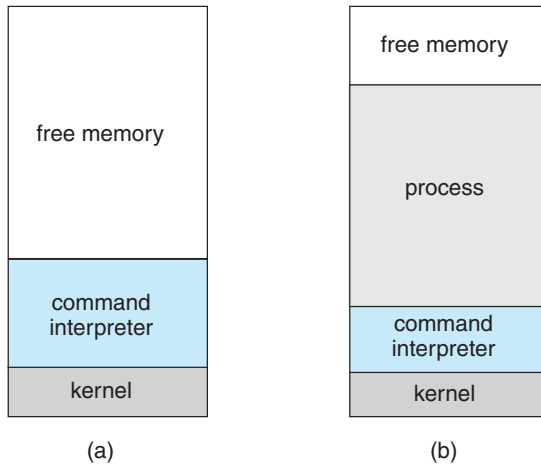 free memory
command
interpreter
kernel
(a)
free memory
process
command
interpreter
kernel
(b)